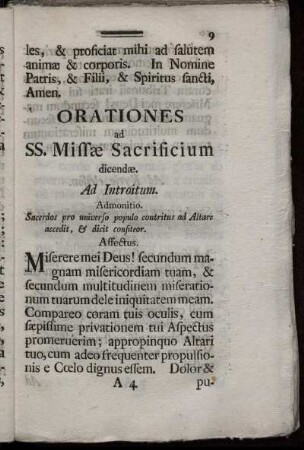 9
les, & proficiat mihi ad salutem
animæ & corporis. In Nomine
Patris, & Filii, & Spiritus sancti,
Amen.
ORATIONES
ad
SS. Missæ Sacrificium
dicendæ.
Ad Introitum.
Admonitio.
Sacerdos pro universo populo contritus ad Altare
accedit, & dicit confiteor.
Affectus.
Miserere mei Deus! secundum ma-
gnam misericordiam tuam, &
secundum multitudinem miseratio-
num tuarum dele iniquitatem meam.
Compareo coram tuis oculis, cum
sæpissime privationem tui Aspectus
promeruerim; appropinquo Altari
tuo, cum adeo frequenter propulsio-
nis e Cœlo dignus essem. Dolor &
A 4. pu-